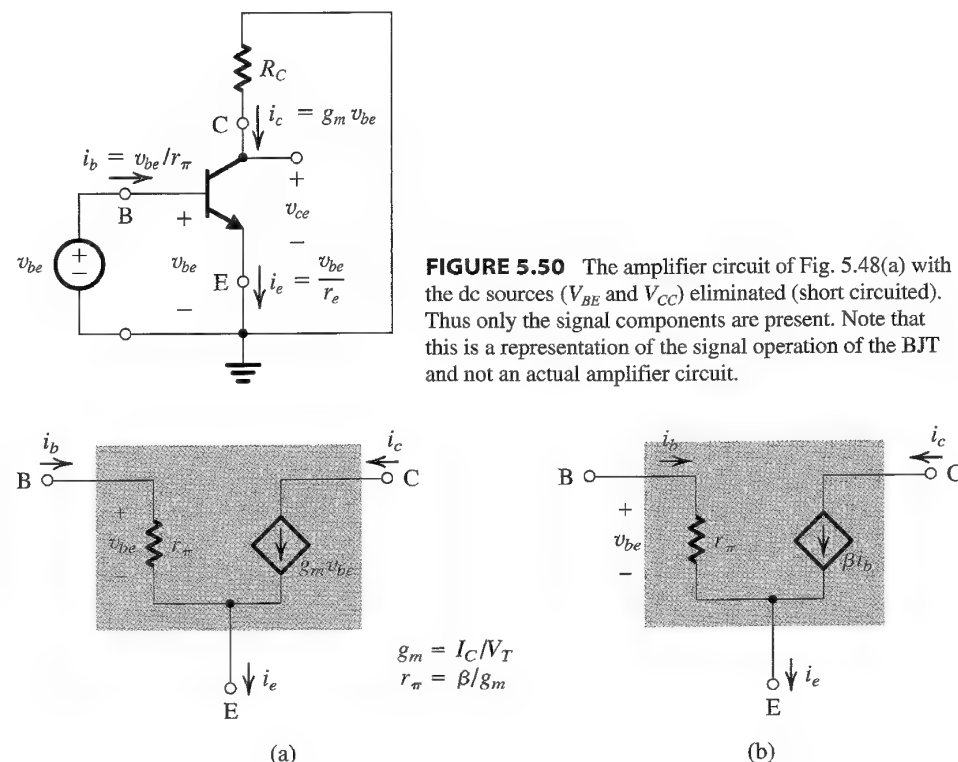 R_C
C
i_c = g_m v_be
i_b = v_be/r_π
B
+
+
v_ce
−
v_be
+
−
v_be
−
E
i_e = v_be/r_e
FIGURE 5.50 The amplifier circuit of Fig. 5.48(a) with
the dc sources (V_BE and V_CC) eliminated (short circuited).
Thus only the signal components are present. Note that
this is a representation of the signal operation of the BJT
and not an actual amplifier circuit.
i_b
i_c
B
C
+
v_be
−
r_π
g_m v_be
i_e
E
g_m = I_C/V_T
r_π = β/g_m
(a)
i_b
i_c
B
C
+
v_be
−
r_π
βi_b
i_e
E
(b)